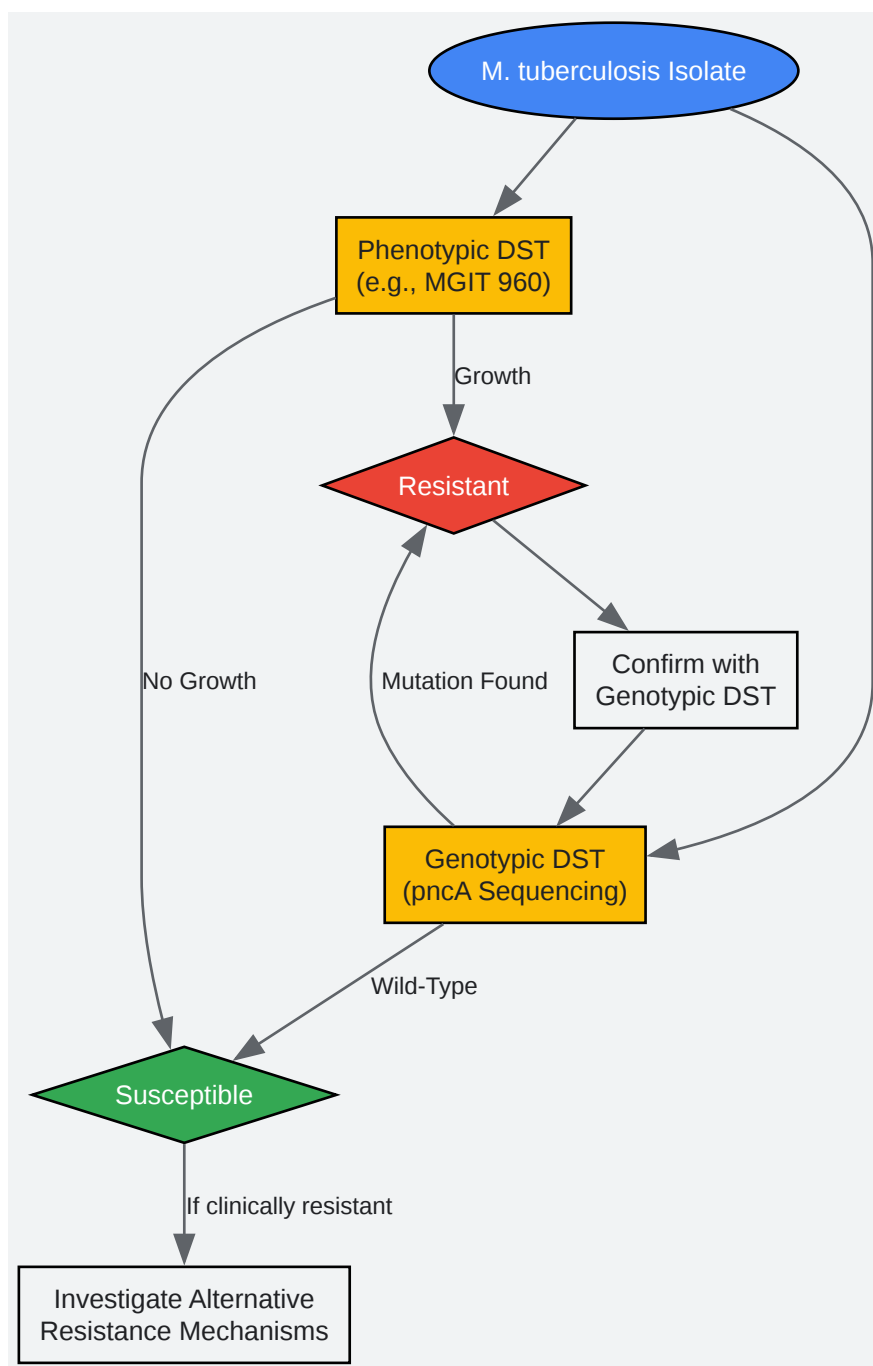 M. tuberculosis Isolate
Phenotypic DST
(e.g., MGIT 960)
Growth
Resistant
Confirm with
Genotypic DST
No Growth
Mutation Found
Genotypic DST
(pncA Sequencing)
Wild-Type
Susceptible
If clinically resistant
Investigate Alternative
Resistance Mechanisms